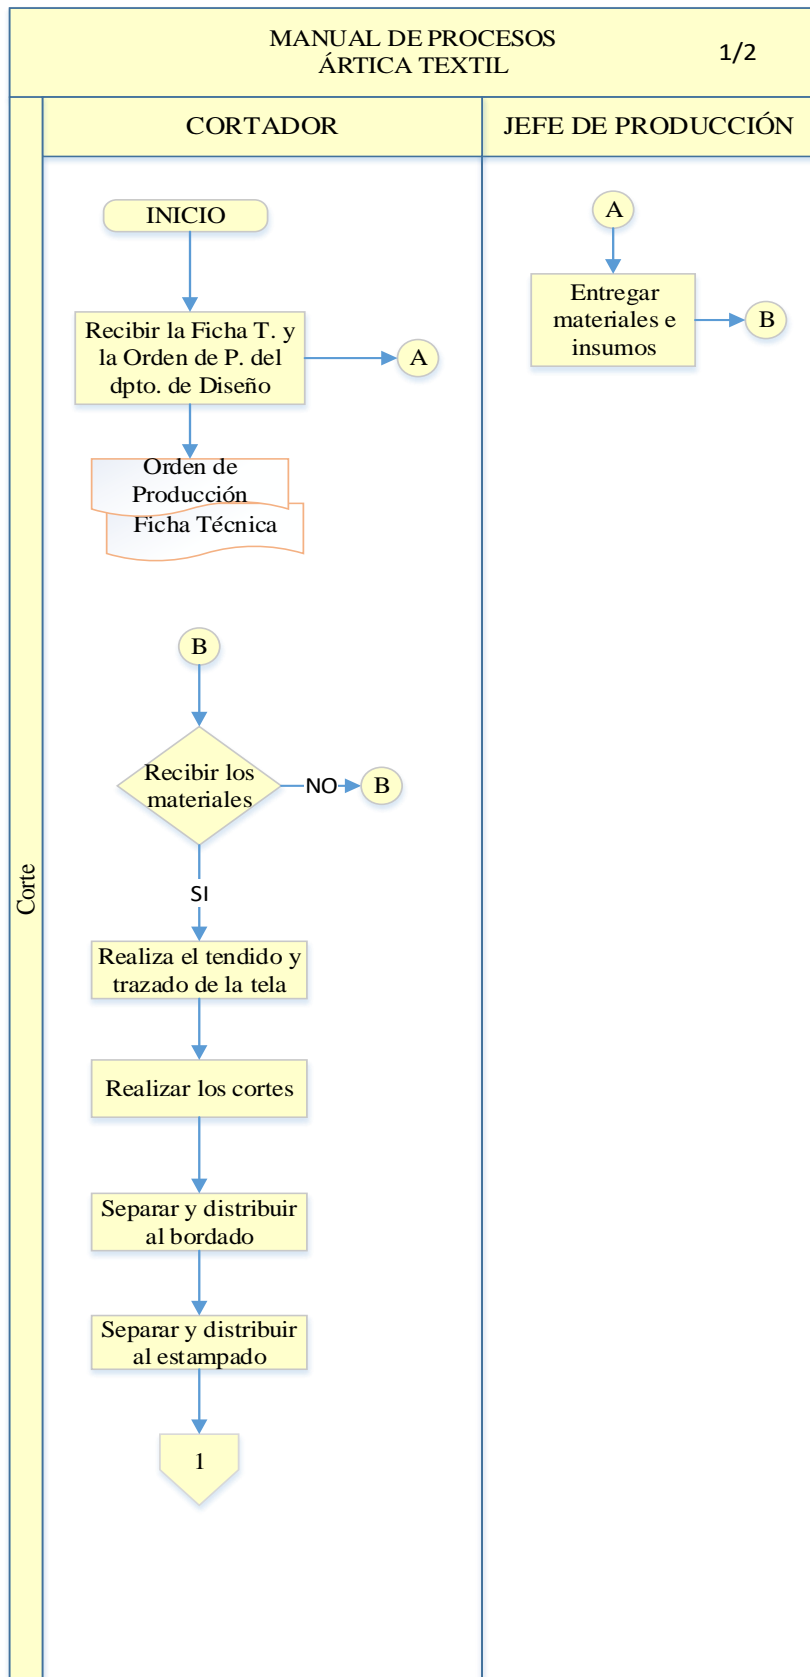 MANUAL DE PROCESOS
ÁRTICA TEXTIL
1/2
CORTADOR
JEFE DE PRODUCCIÓN
Corte
INICIO
Recibir la Ficha T. y
la Orden de P. del
dpto. de Diseño
A
Orden de
Producción
Ficha Técnica
A
Entregar
materiales e
insumos
B
B
Recibir los
materiales
NO
B
SI
Realiza el tendido y
trazado de la tela
Realizar los cortes
Separar y distribuir
al bordado
Separar y distribuir
al estampado
1